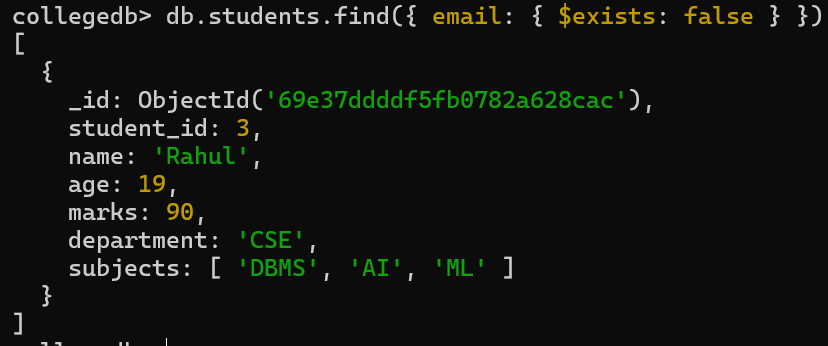 collegedb> db.students.find({ email: { $exists: false } })
[
  {
    _id: ObjectId('69e37ddddf5fb0782a628cac'),
    student_id: 3,
    name: 'Rahul',
    age: 19,
    marks: 90,
    department: 'CSE',
    subjects: [ 'DBMS', 'AI', 'ML' ]
  }
]